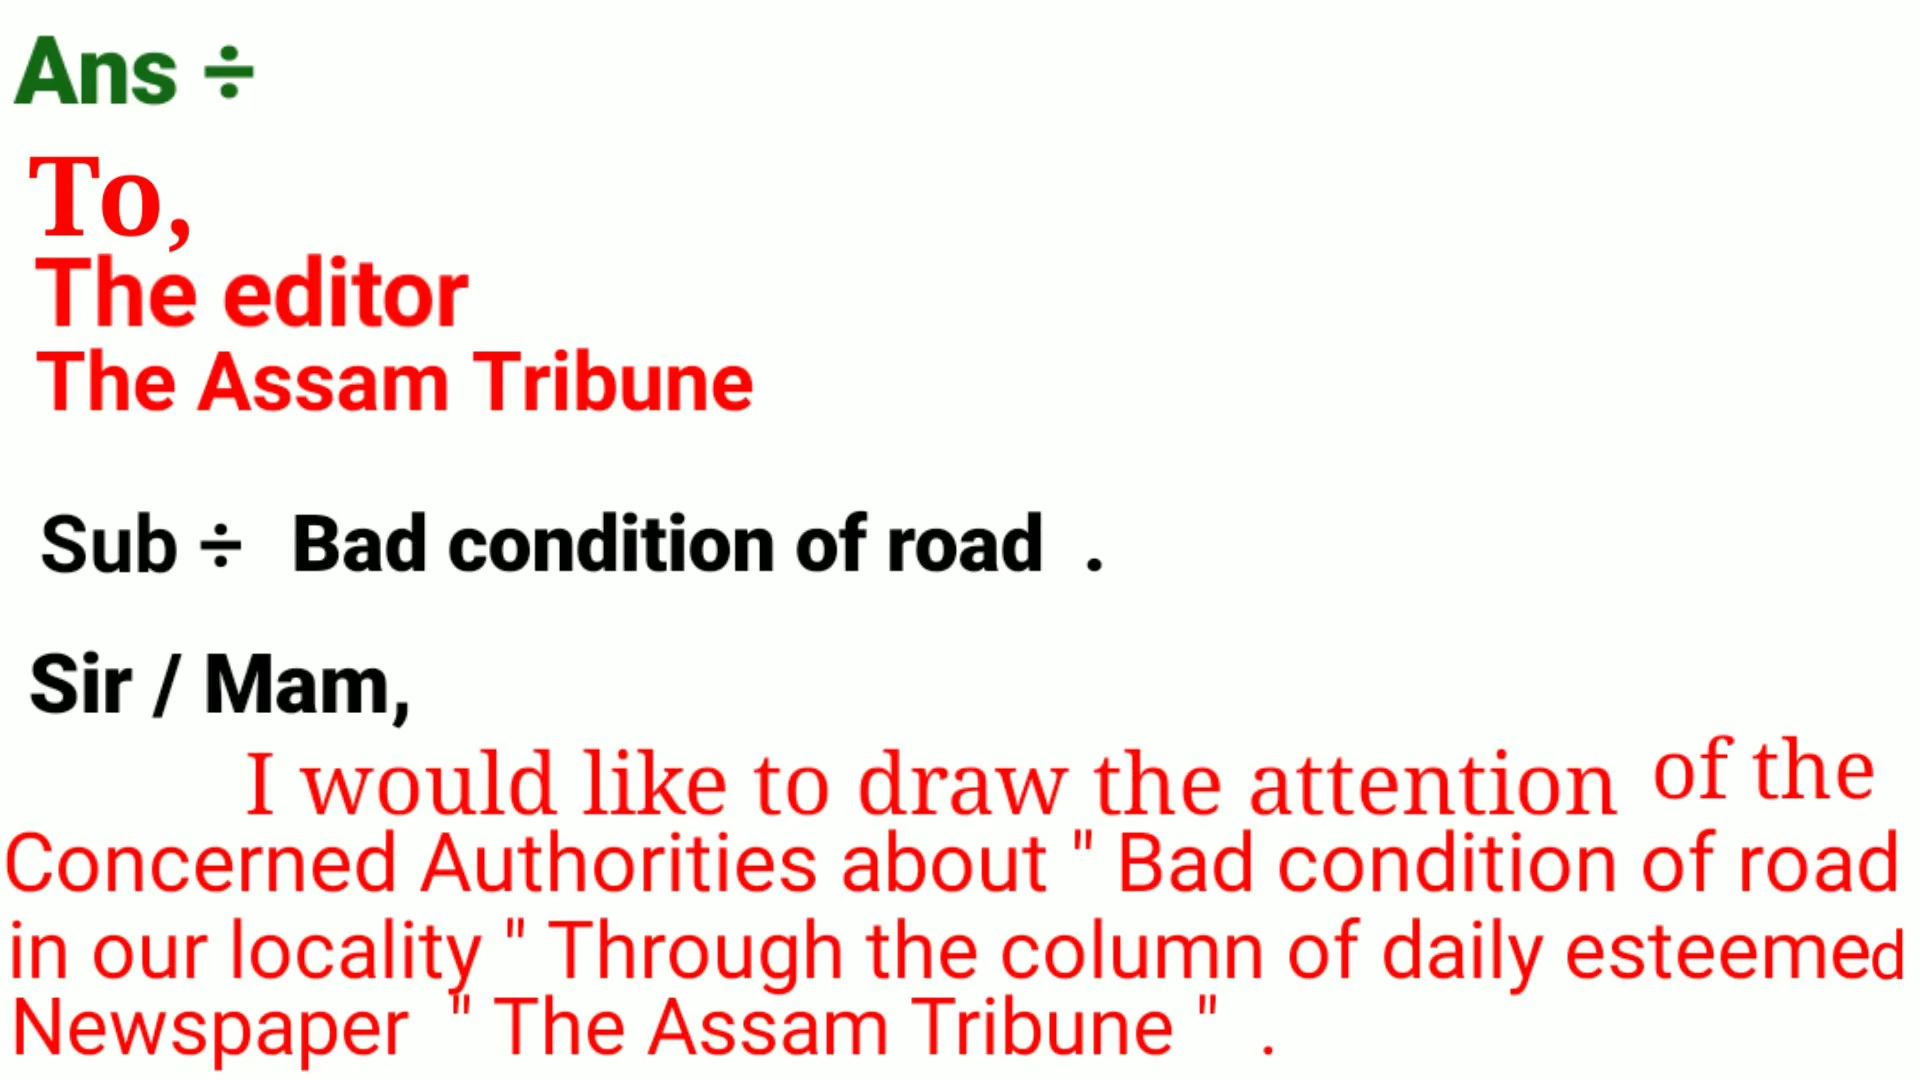 Ans ÷
To,
The editor
The Assam Tribune
Sub ÷ Bad condition of road .
Sir / Mam,
I would like to draw the attention of the
Concerned Authorities about " Bad condition of road
in our locality " Through the column of daily esteemed
Newspaper " The Assam Tribune " .